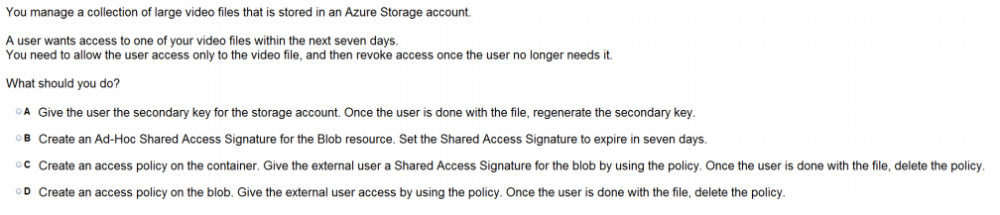 You manage a collection of large video files that is stored in an Azure Storage account.
A user wants access to one of your video files within the next seven days.
You need to allow the user access only to the video file, and then revoke access once the user no longer needs it.
What should you do?
A Give the user the secondary key for the storage account. Once the user is done with the file, regenerate the secondary key.
B Create an Ad-Hoc Shared Access Signature for the Blob resource. Set the Shared Access Signature to expire in seven days.
C Create an access policy on the container. Give the external user a Shared Access Signature for the blob by using the policy. Once the user is done with the file, delete the policy.
D Create an access policy on the blob. Give the external user access by using the policy. Once the user is done with the file, delete the policy.